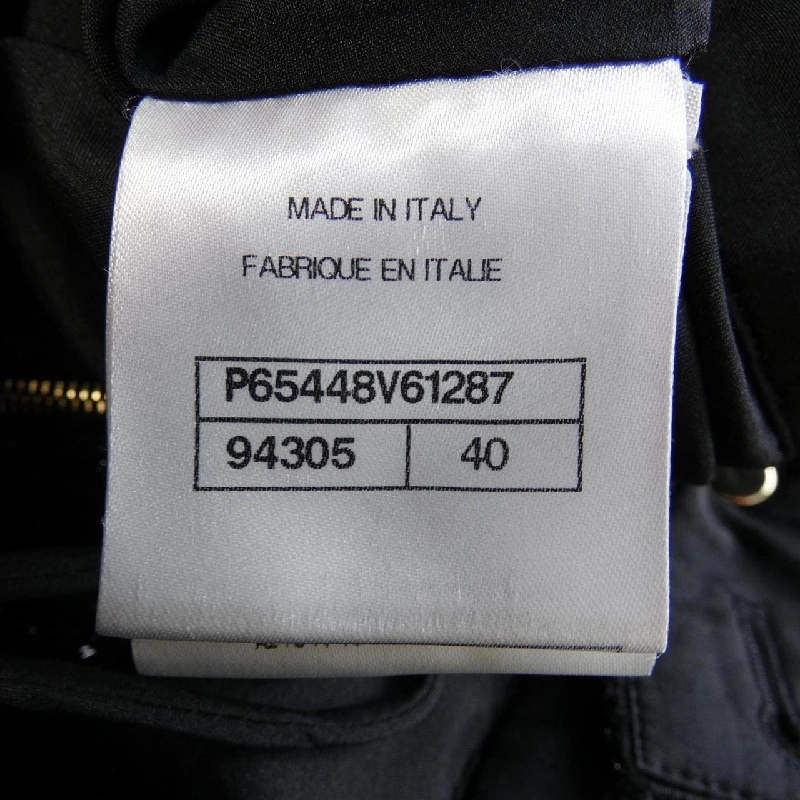 MADE IN ITALY
FABRIQUE EN ITALIE
P65448V61287
94305 40